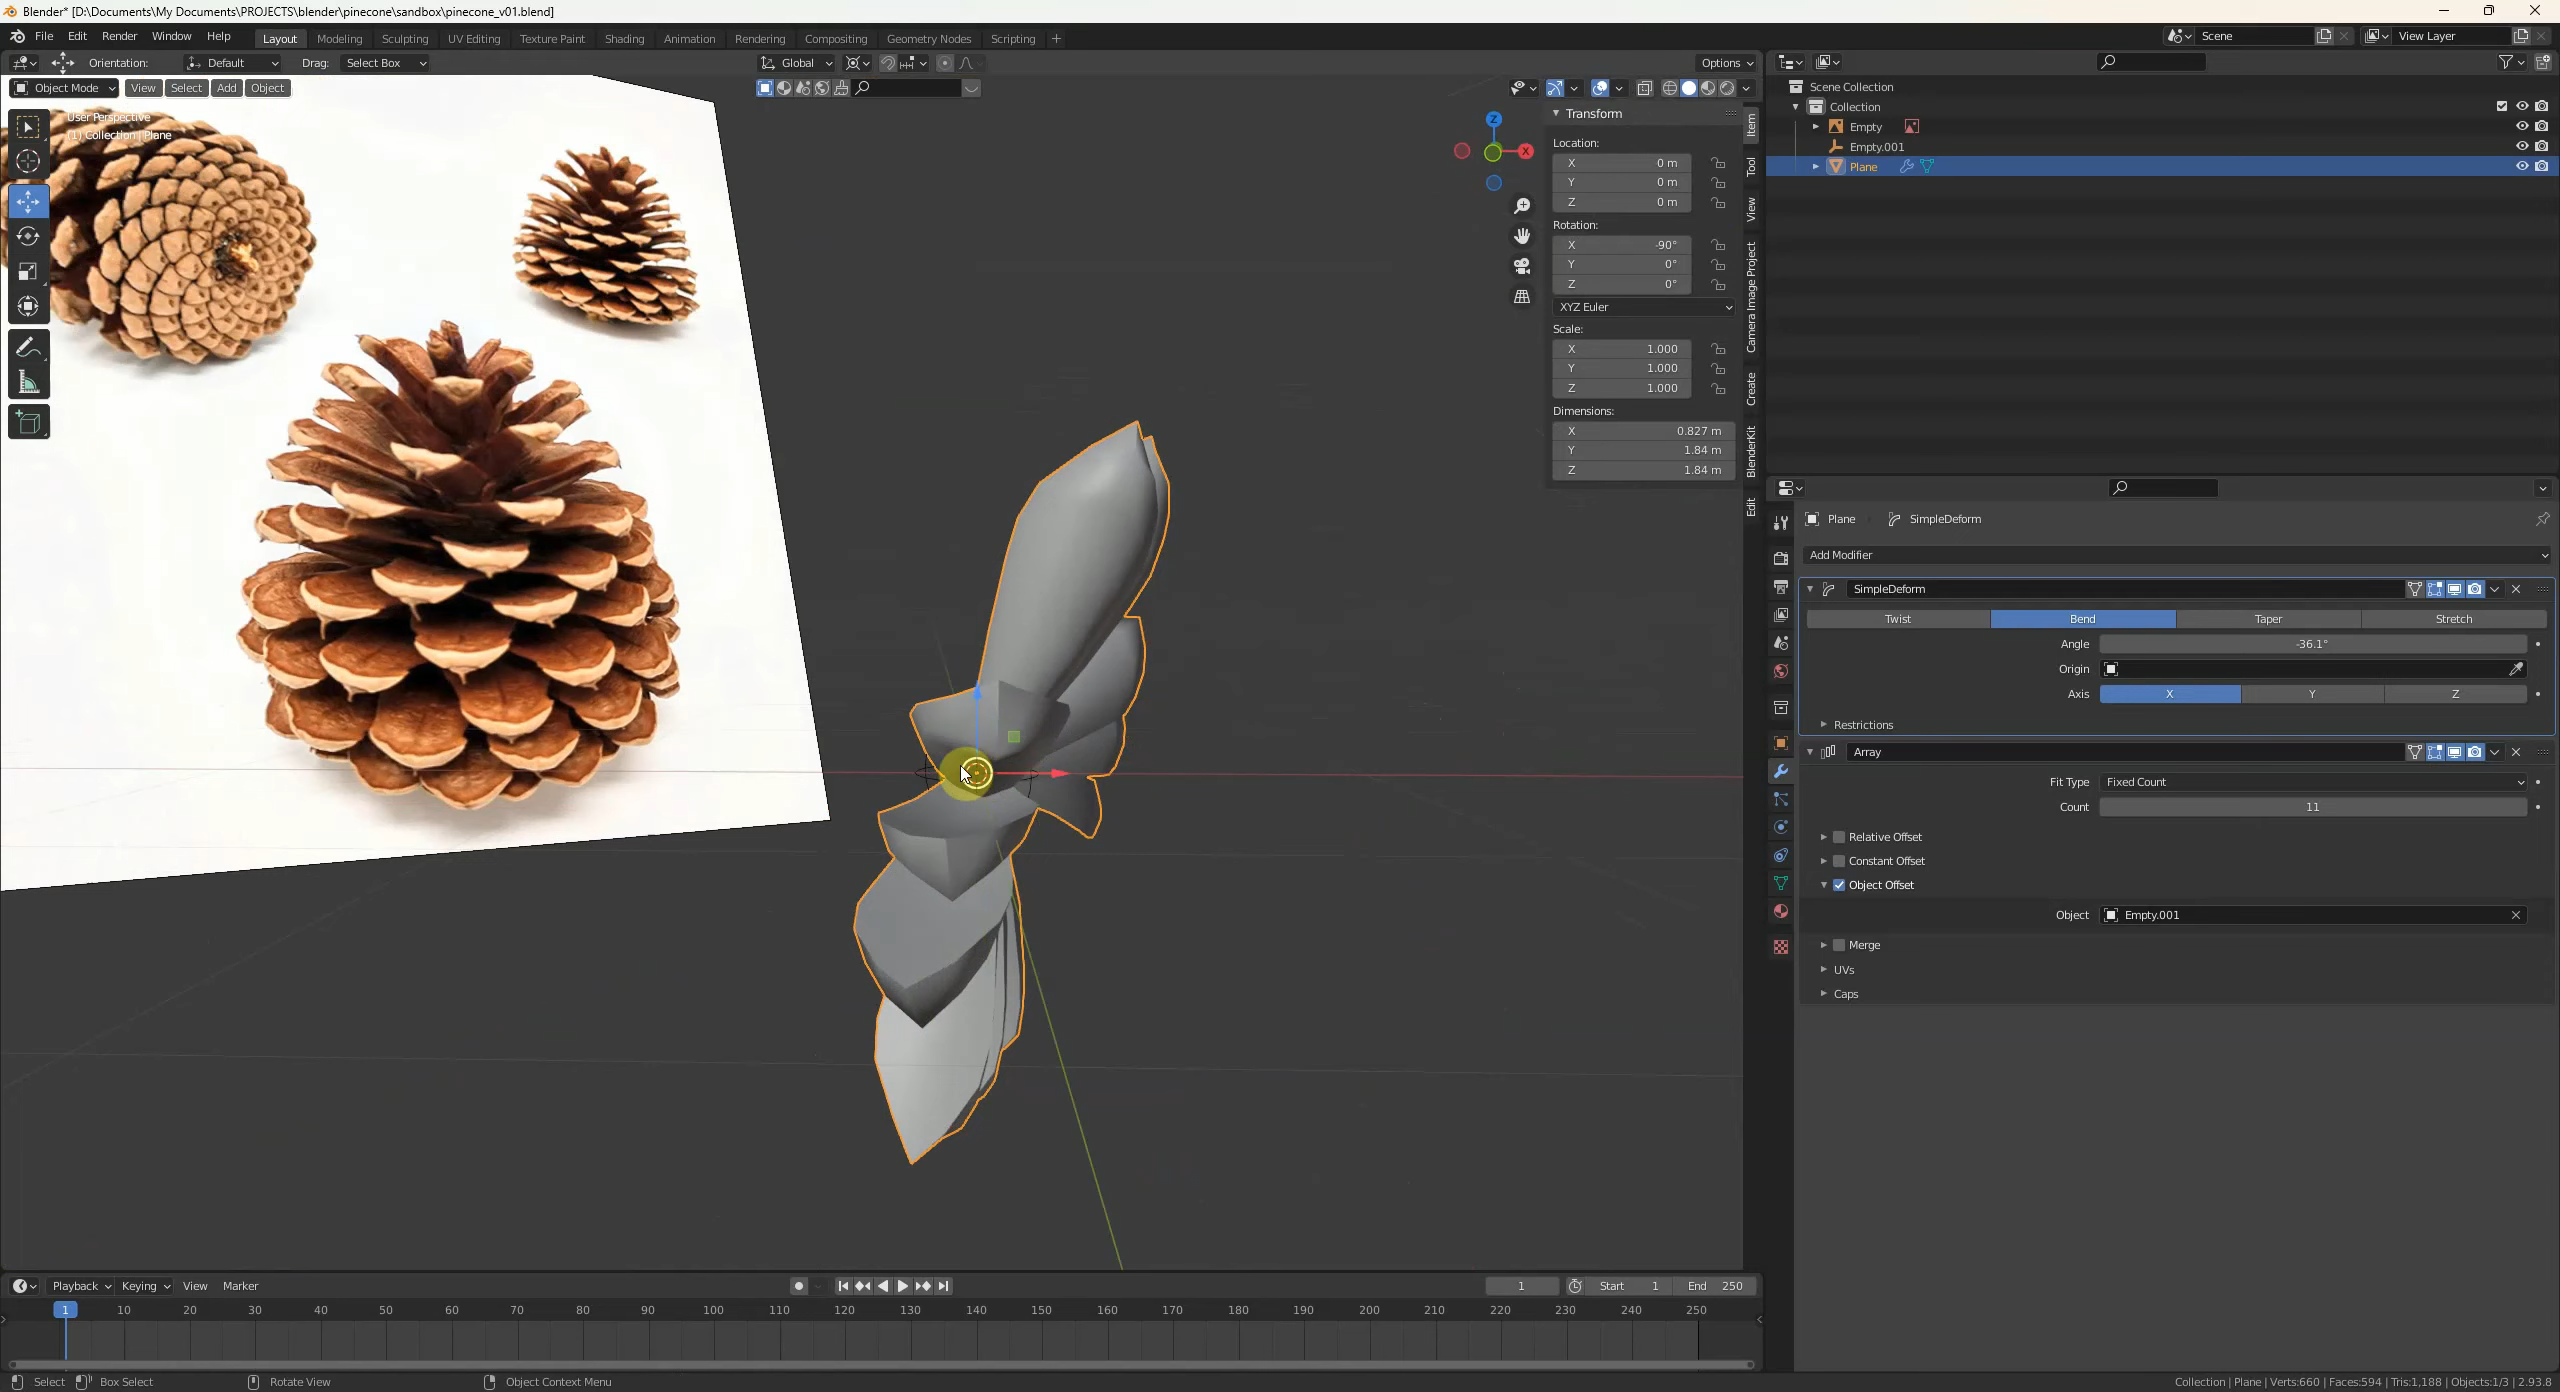 Blender* [D:\Documents\My Documents\PROJECTS\blender\pinecone\sandbox\pinecone_v01.blend]
File Edit Render Window Help Layout Modeling Sculpting UV Editing Texture Paint Shading Animation Rendering Compositing Geometry Nodes Scripting + Scene View Layer
Orientation: Default Drag: Select Box Global Options
Object Mode View Select Add Object
User Perspective
(1) Collection | Plane
Z
X
Transform
Location:
X 0 m
Y 0 m
Z 0 m
Rotation:
X -90°
Y 0°
Z 0°
XYZ Euler
Scale:
X 1.000
Y 1.000
Z 1.000
Dimensions:
X 0.827 m
Y 1.84 m
Z 1.84 m
Item
Tool
View
Camera Image Project
Create
BlenderKit
Edit
Scene Collection
Collection
Empty
Empty.001
Plane
Plane SimpleDeform
Add Modifier
SimpleDeform
Twist Bend Taper Stretch
Angle -36.1°
Origin
Axis X Y Z
Restrictions
Array
Fit Type Fixed Count
Count 11
Relative Offset
Constant Offset
Object Offset
Object Empty.001
Merge
UVs
Caps
Playback Keying View Marker 1 Start 1 End 250
1 10 20 30 40 50 60 70 80 90 100 110 120 130 140 150 160 170 180 190 200 210 220 230 240 250
Select Box Select Rotate View Object Context Menu Collection | Plane | Verts:660 | Faces:594 | Tris:1,188 | Objects:1/3 | 2.93.8